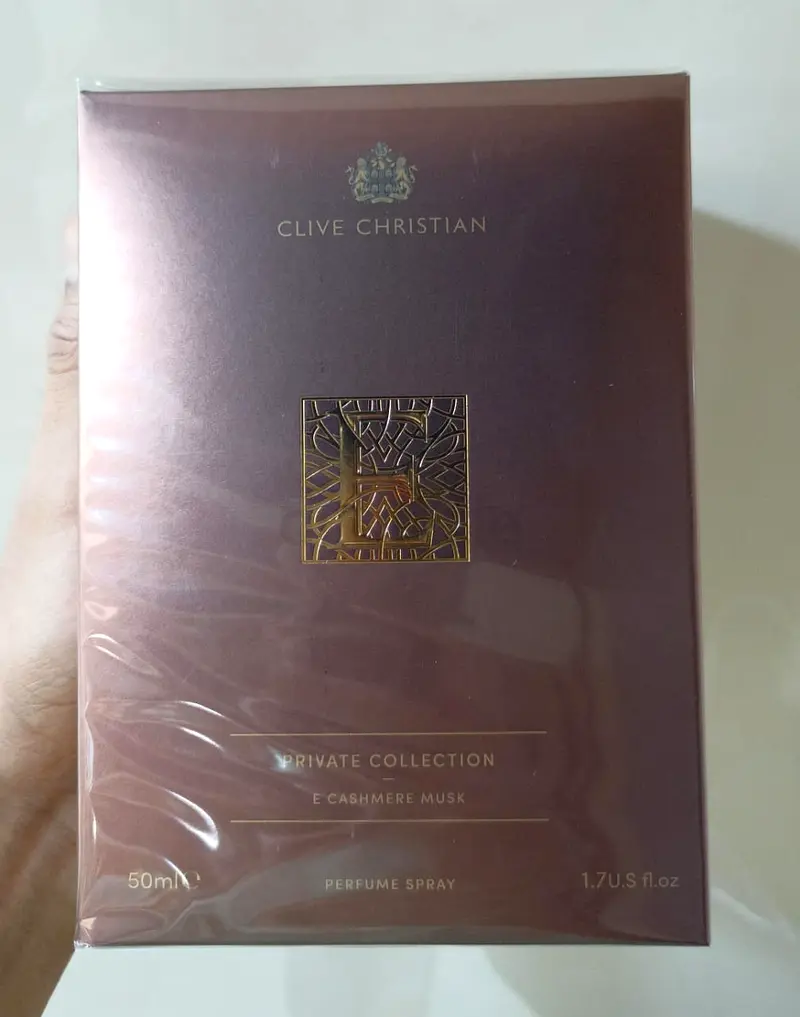 CLIVE CHRISTIAN
E
PRIVATE COLLECTION
E CASHMERE MUSK
50ml℮
PERFUME SPRAY
1.7U.S fl.oz